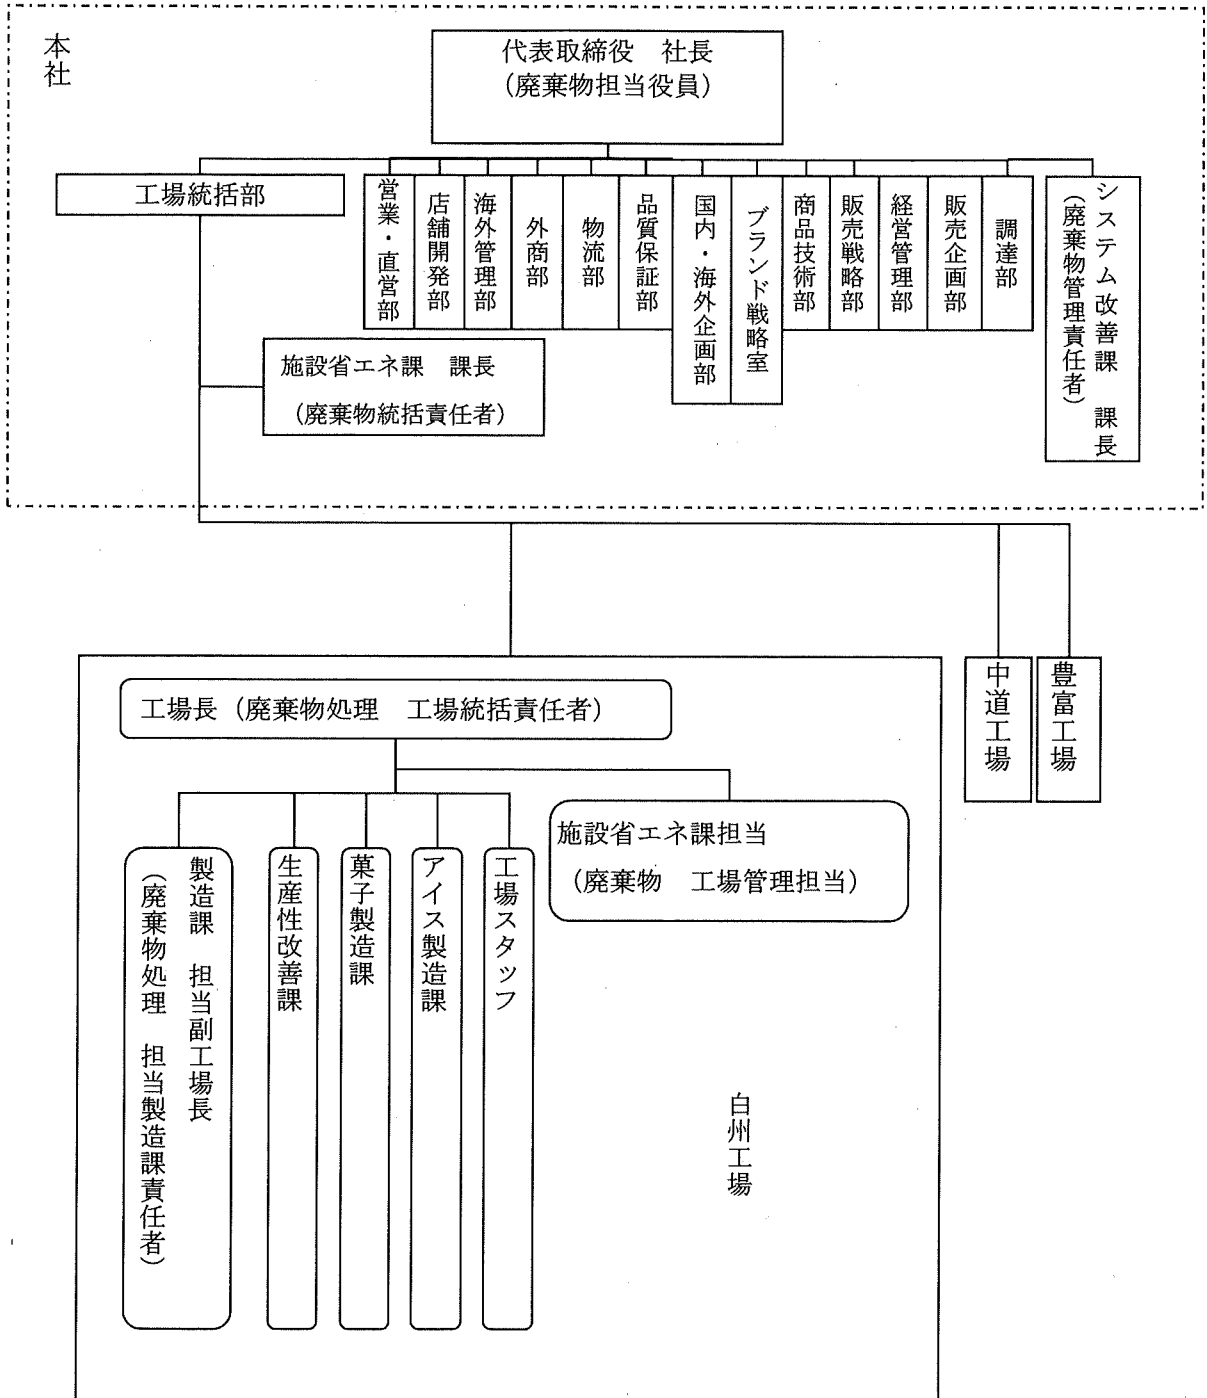 本社
代表取締役　社長
（廃棄物担当役員）
工場統括部
営業・直営部
店舗開発部
海外管理部
外商部
物流部
品質保証部
国内・海外企画部
ブランド戦略室
商品技術部
販売戦略部
経営管理部
販売企画部
調達部
システム改善課　課長
（廃棄物管理責任者）
施設省エネ課　課長
（廃棄物統括責任者）
中道工場
豊富工場
工場長（廃棄物処理　工場統括責任者）
施設省エネ課担当
（廃棄物　工場管理担当）
製造課　担当副工場長
（廃棄物処理　担当製造課責任者）
生産性改善課
菓子製造課
アイス製造課
工場スタッフ
白州工場